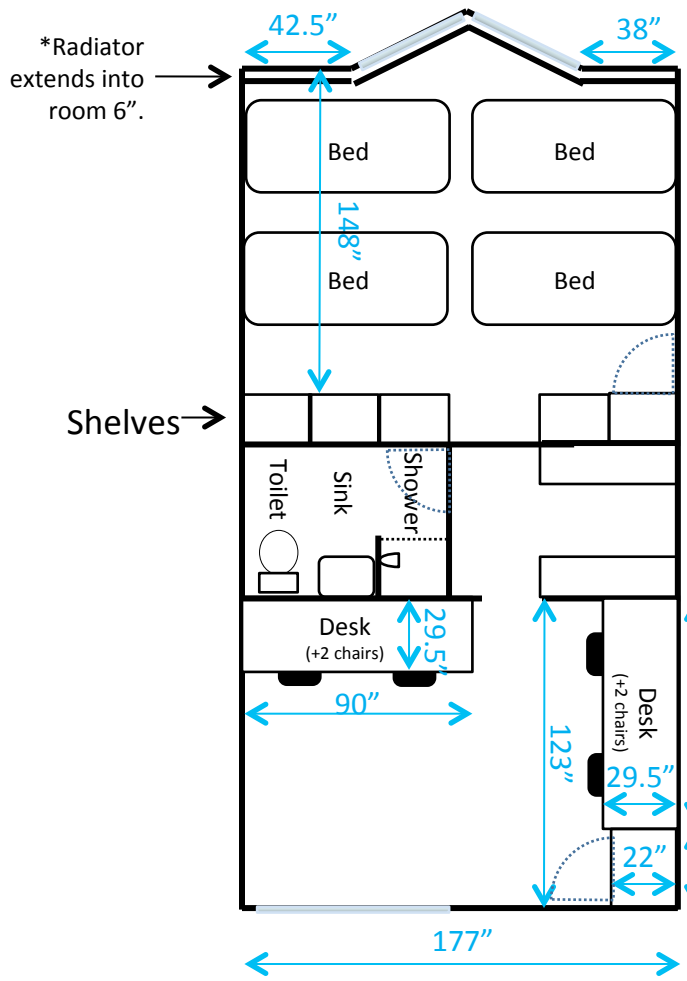 42.5”
38”
*Radiator
extends into
room 6”.
Bed
Bed
148”
Bed
Bed
Shelves
Toilet
Sink
Shower
Desk
(+2 chairs)
29.5”
90”
123”
Desk
(+2 chairs)
29.5”
22”
177”